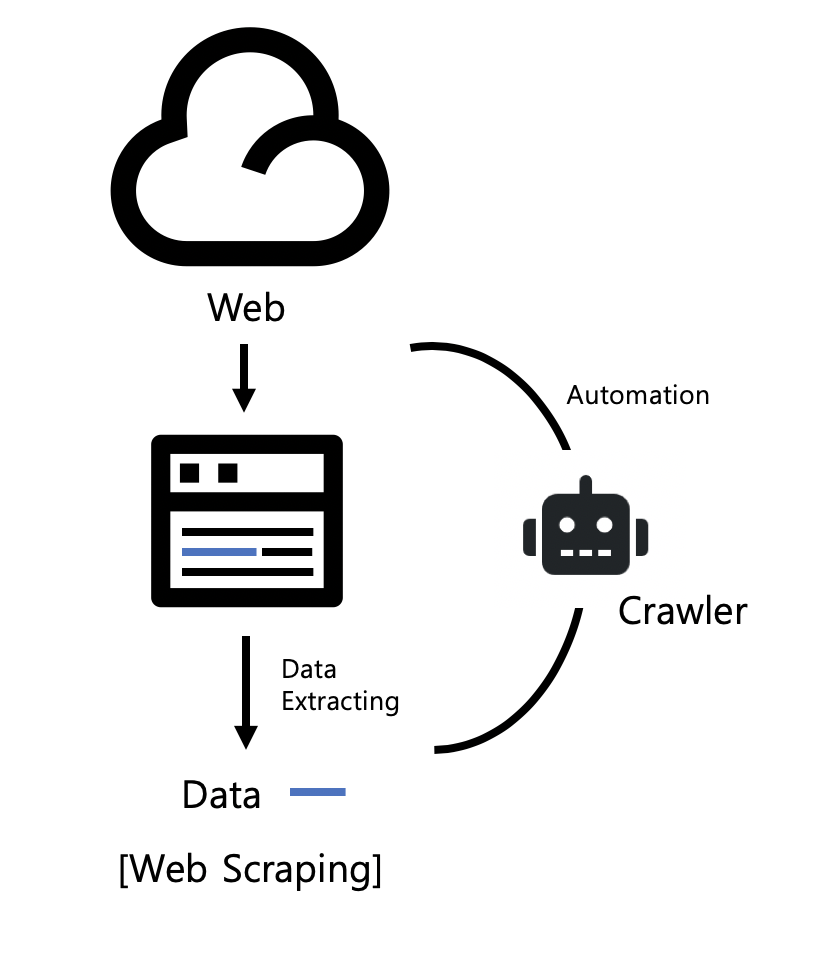 Web
Automation
Crawler
Data
Extracting
Data
[Web Scraping]